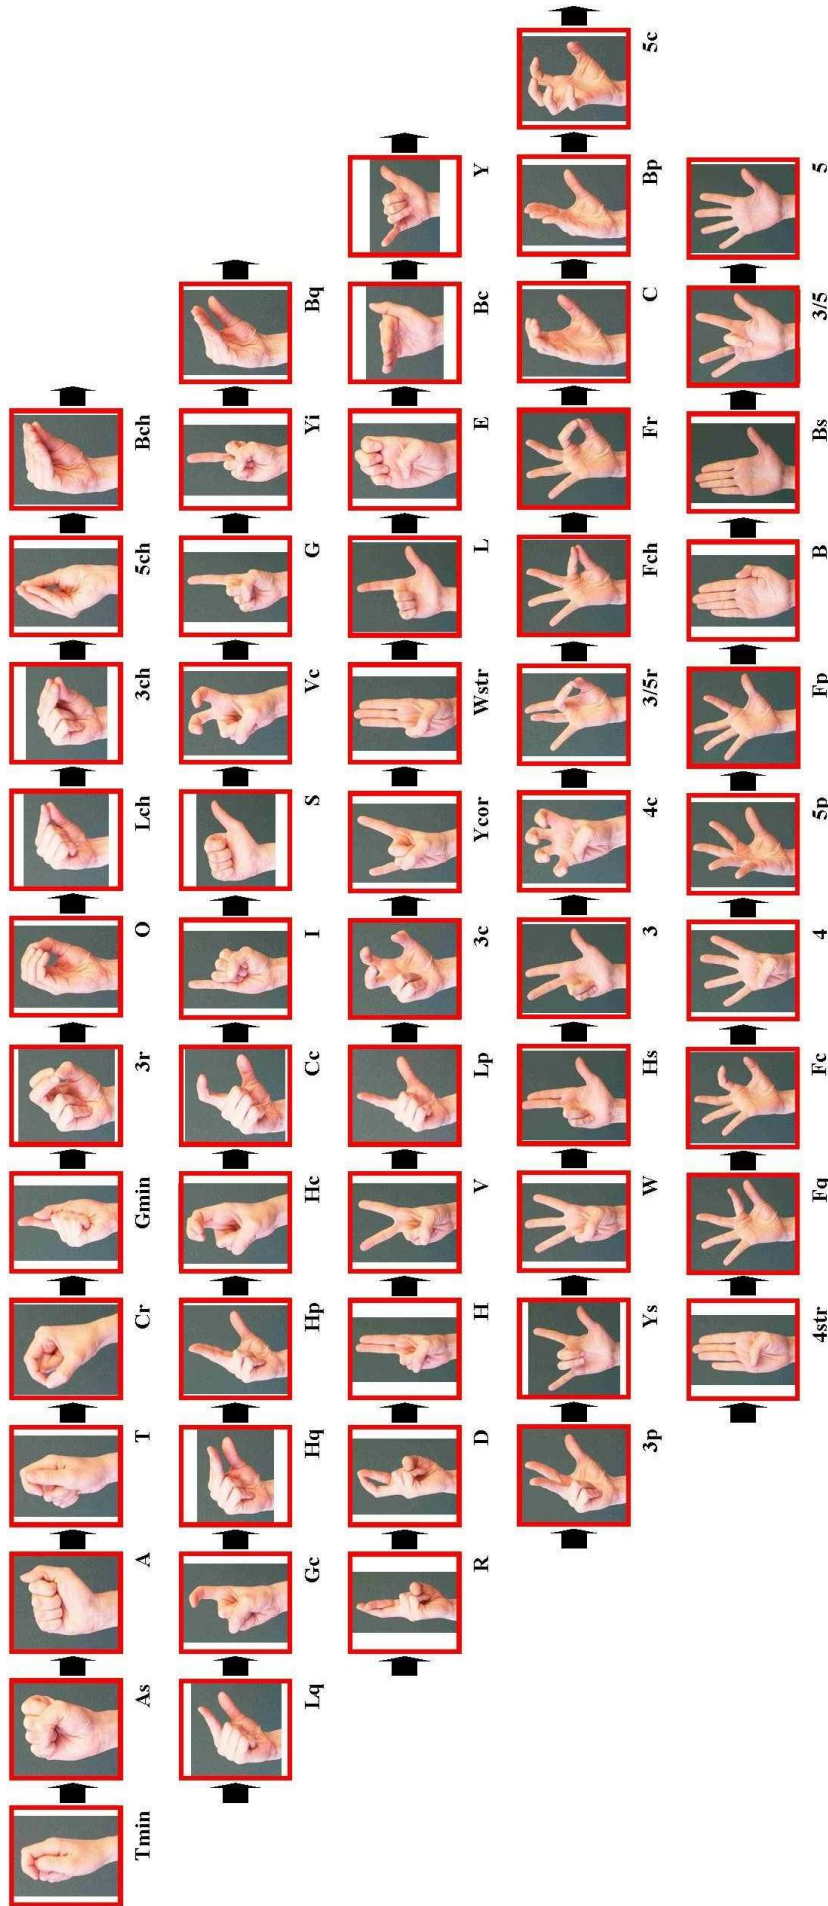 Tmin As A T Cr Gmin 3r O Lch 3ch 5ch Bch
Lq Gc Hq Hp Hc Cc I S Vc G Yi Bq
R D H V Lp 3c Ycor Wstr L E Bc Y
3p Ys W Hs 3 4c 3/5r Fch Fr C Bp 5c
4str Fq Fc 4 5p Fp B Bs 3/5 5